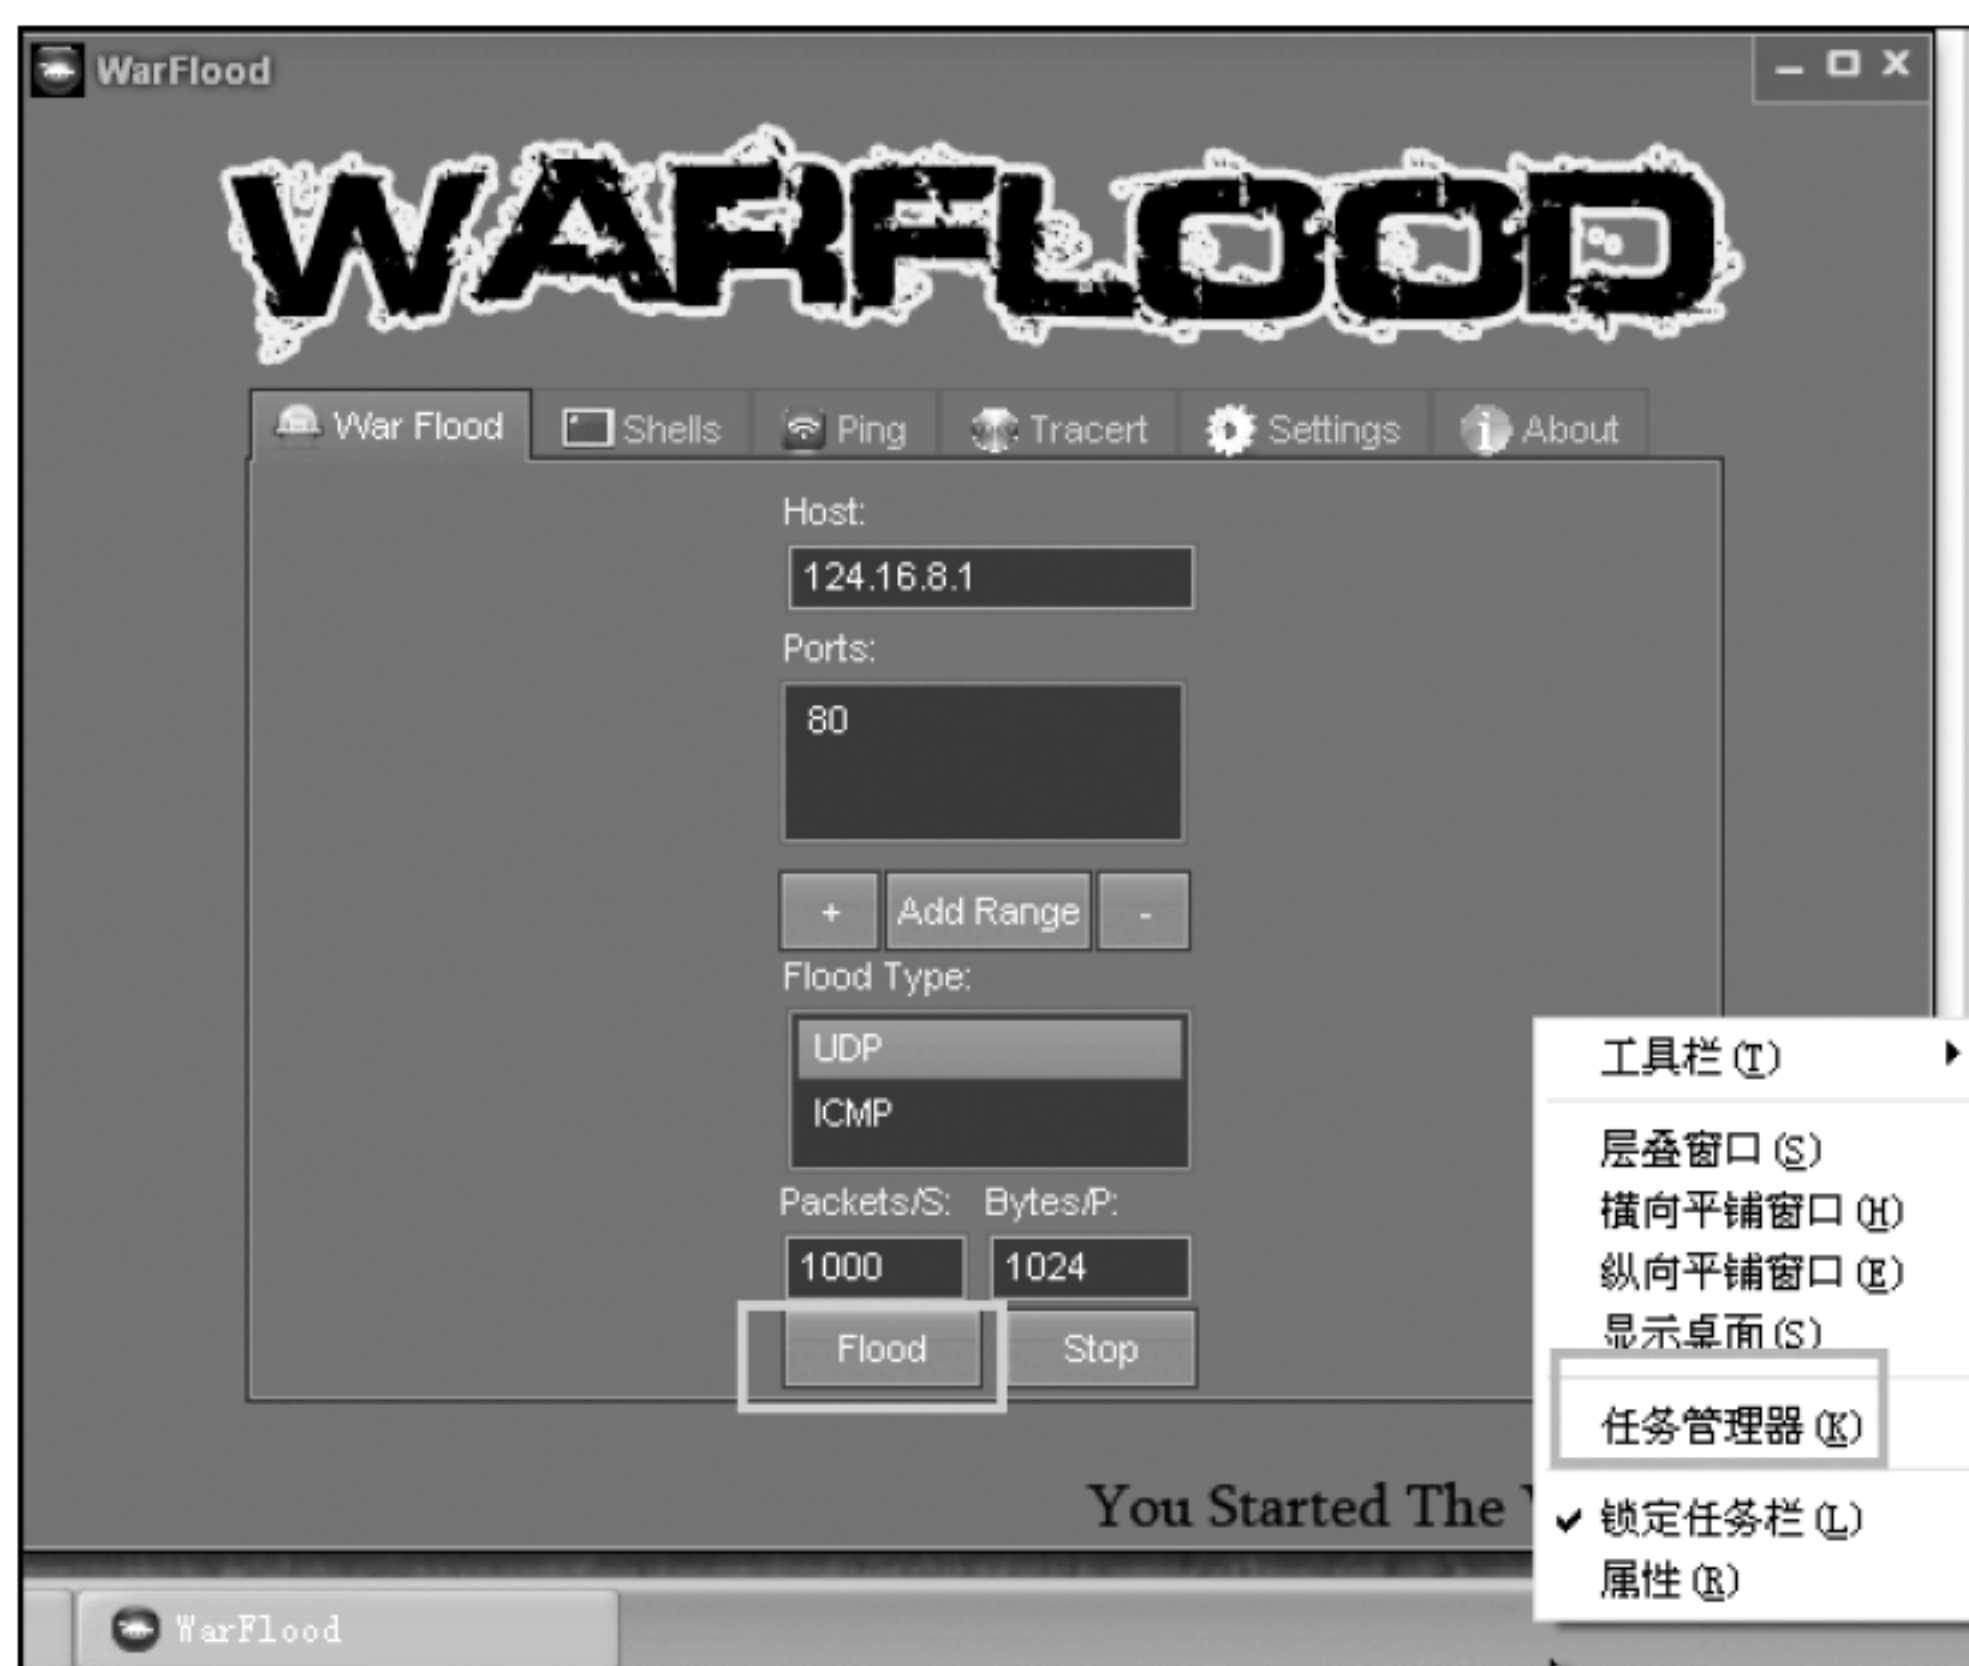 WarFlood
WARFLOOD
War Flood Shells Ping Tracert Settings About
Host:
124.16.8.1
Ports:
80
+ Add Range -
Flood Type:
UDP
ICMP
Packets/S: Bytes/P:
1000 1024
Flood Stop
You Started The
工具栏(T)
层叠窗口(S)
横向平铺窗口(H)
纵向平铺窗口(E)
显示桌面(S)
任务管理器(K)
锁定任务栏(L)
属性(R)
WarFlood